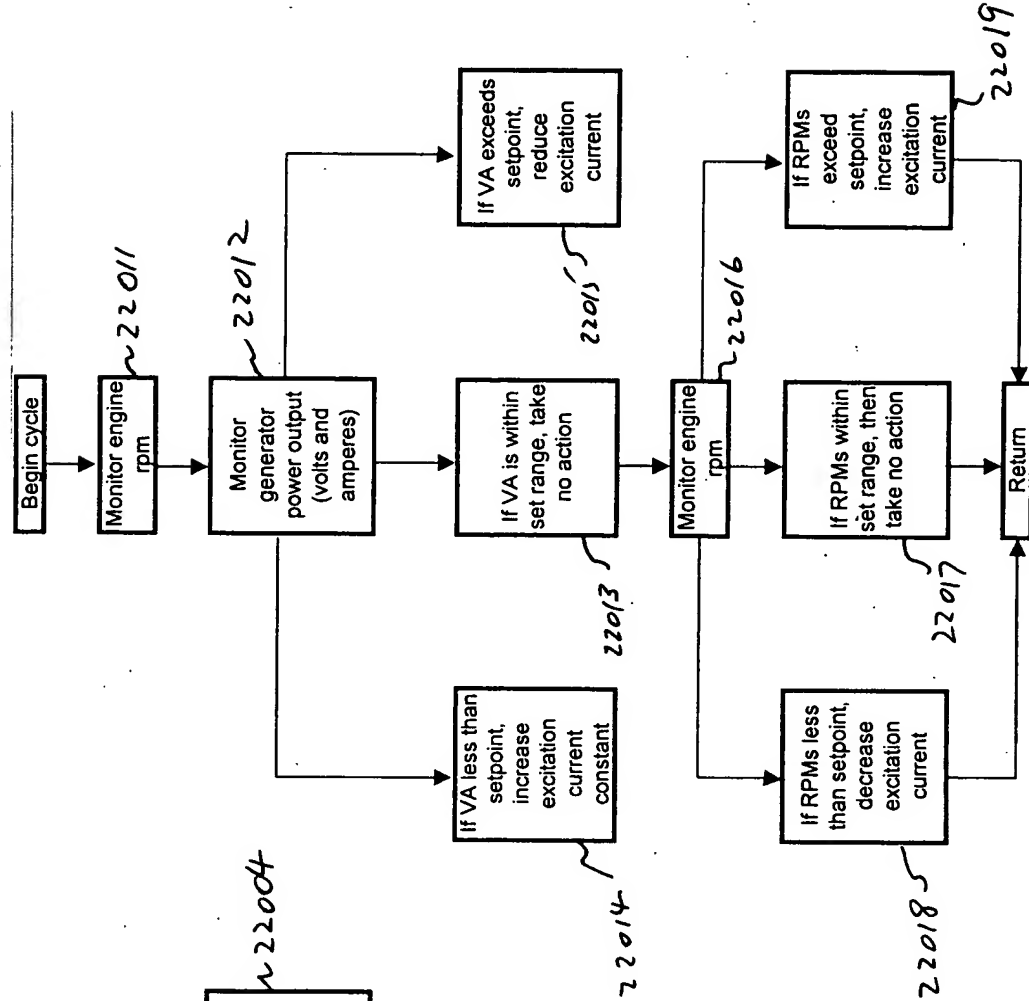 Begin cycle
Monitor engine
rpm
22011
Monitor
generator
power output
(volts and
amperes)
22012
22004
If VA less than
setpoint,
increase
excitation
current
constant
22014
If VA is within
set range, take
no action
22013
If VA exceeds
setpoint,
reduce
excitation
current
22015
Monitor engine
rpm
22016
If RPMs less
than setpoint,
decrease
excitation
current
22018
If RPMs within
set range, then
take no action
22017
If RPMs
exceed
setpoint,
increase
excitation
current
22019
Return